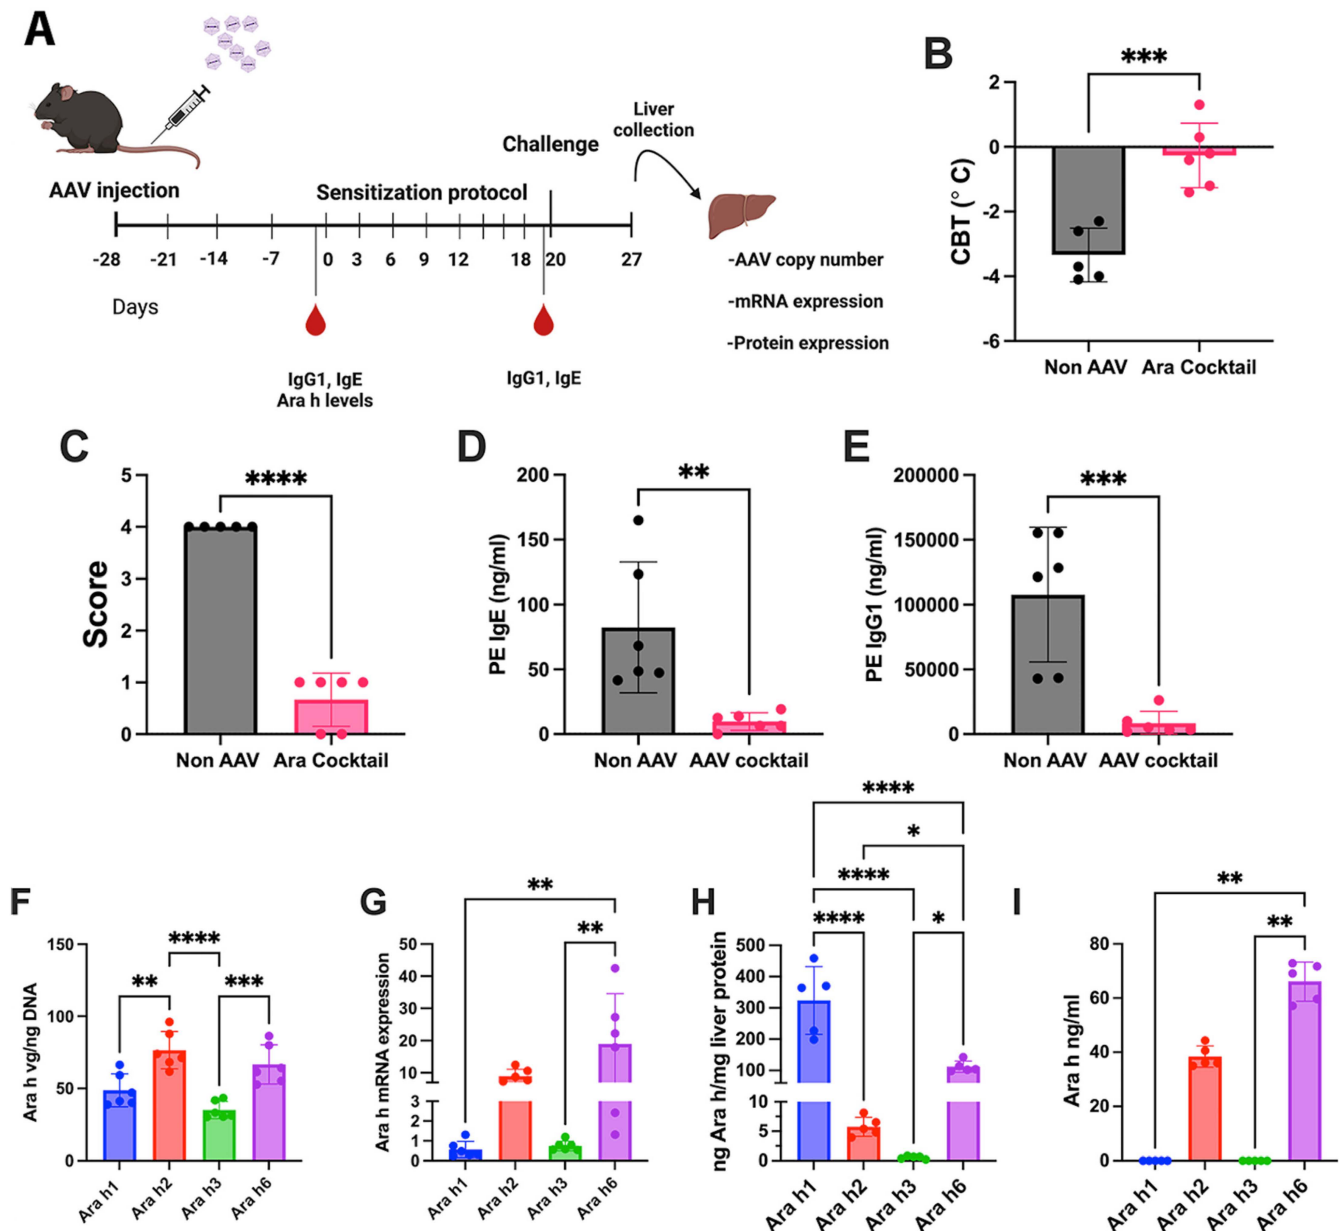 A
AAV injection
Sensitization protocol
Challenge
Liver
collection
-28 -21 -14 -7 0 3 6 9 12 18 20 27
Days
IgG1, IgE
Ara h levels
IgG1, IgE
-AAV copy number
-mRNA expression
-Protein expression
B
***
CBT (° C)
2
0
-2
-4
-6
Non AAV Ara Cocktail
C
****
Score
5
4
3
2
1
0
Non AAV Ara Cocktail
D
**
PE IgE (ng/ml)
200
150
100
50
0
Non AAV AAV cocktail
E
***
PE IgG1 (ng/ml)
200000
150000
100000
50000
0
Non AAV AAV cocktail
F
****
** ***
Ara h vg/ng DNA
150
100
50
0
Ara h1 Ara h2 Ara h3 Ara h6
G
**
**
Ara h mRNA expression
50
40
30
20
10
3
2
1
0
Ara h1 Ara h2 Ara h3 Ara h6
H
****
*
****
**** *
ng Ara h/mg liver protein
500
400
300
200
100
10
5
0
Ara h1 Ara h2 Ara h3 Ara h6
I
**
**
Ara h ng/ml
80
60
40
20
0
Ara h1 Ara h2 Ara h3 Ara h6